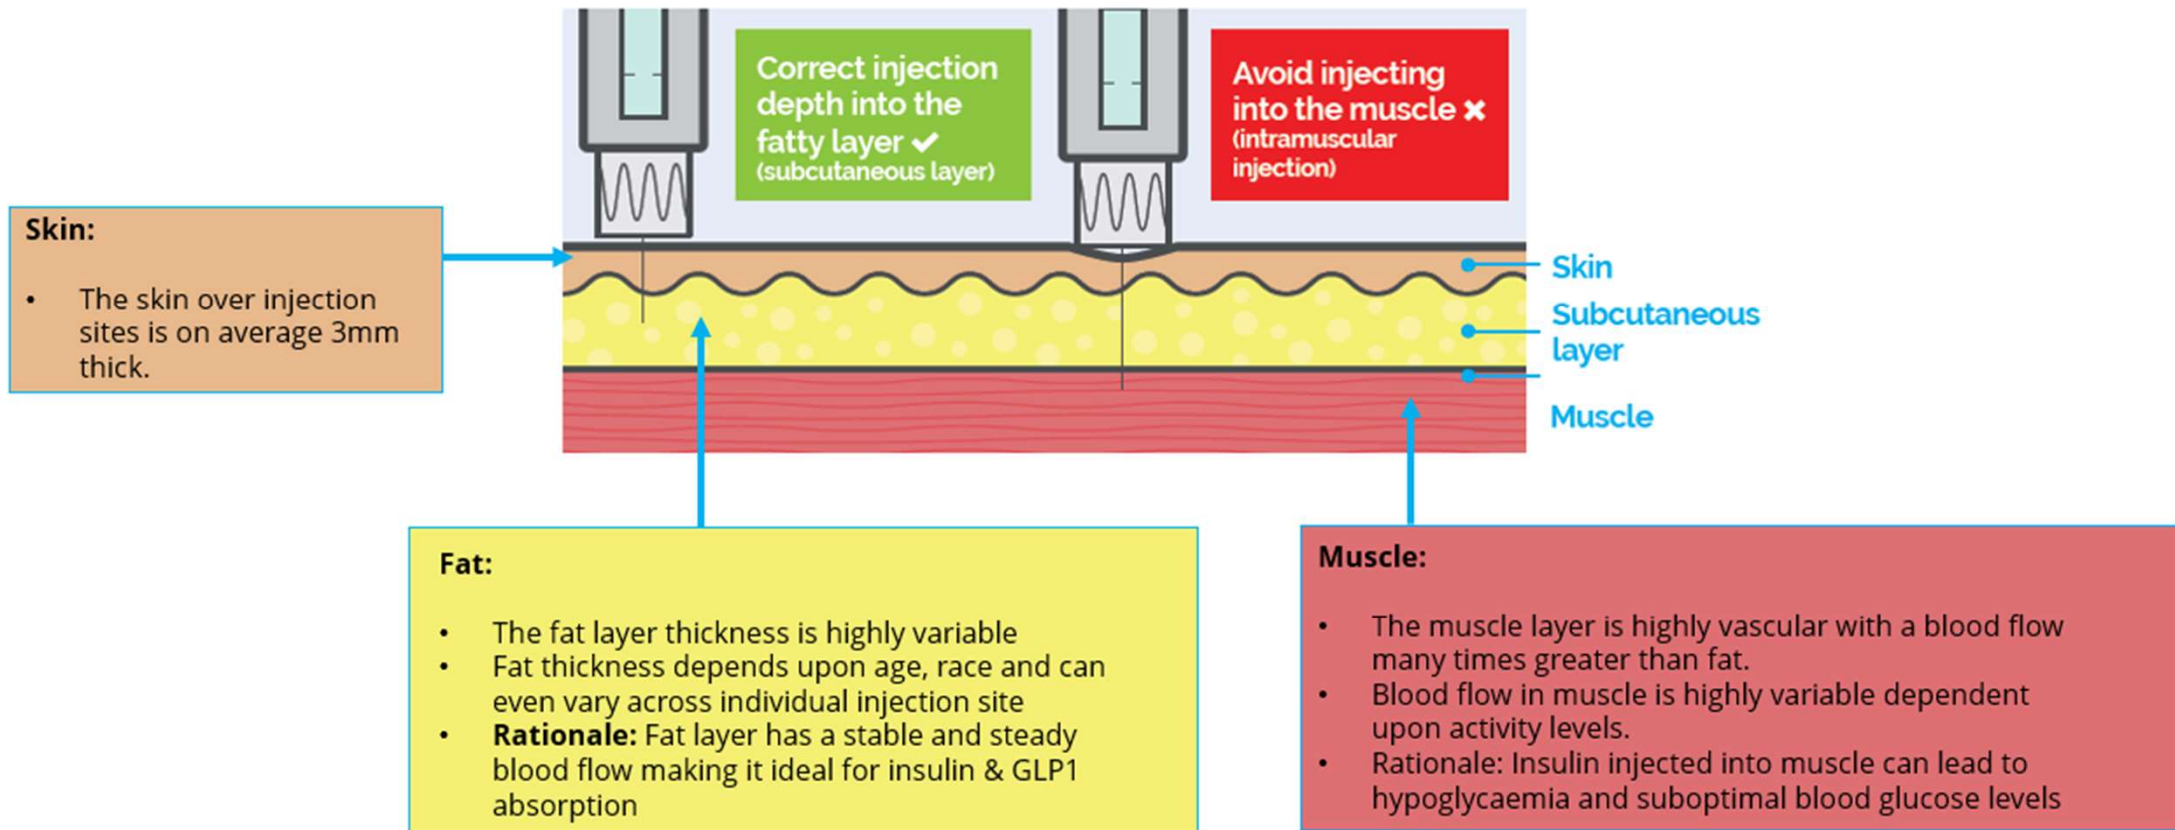 Correct injection
depth into the
fatty layer ✔
(subcutaneous layer)
Avoid injecting
into the muscle ✖
(intramuscular
injection)
Skin:
• The skin over injection
sites is on average 3mm
thick.
Skin
Subcutaneous
layer
Muscle
Fat:
• The fat layer thickness is highly variable
• Fat thickness depends upon age, race and can
even vary across individual injection site
• Rationale: Fat layer has a stable and steady
blood flow making it ideal for insulin & GLP1
absorption
Muscle:
• The muscle layer is highly vascular with a blood flow
many times greater than fat.
• Blood flow in muscle is highly variable dependent
upon activity levels.
• Rationale: Insulin injected into muscle can lead to
hypoglycaemia and suboptimal blood glucose levels